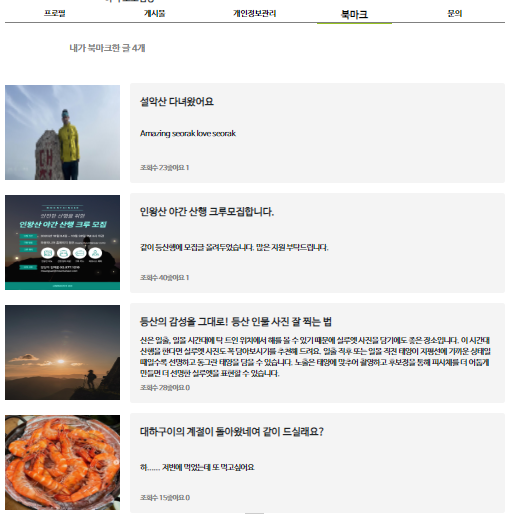 프로필 게시물 개인정보관리 북마크 문의
내가 북마크한 글 4개
설악산 다녀왔어요
Amazing seorak love seorak
조회수 23좋아요 1
인왕산 야간 산행 크루 모집
인왕산 야간 산행 크루모집합니다.
같이 등산행에 모집글 올려두었습니다. 많은 지원 부탁드립니다.
조회수 40좋아요 1
등산의 감성을 그대로! 등산 인물 사진 잘 찍는 법
산은 일출, 일몰 시간대에 탁 트인 위치에서 해를 볼 수 있기 때문에 실루엣 사진을 담기에도 좋은 장소입니다. 이 시간대
산행을 한다면 실루엣 사진도 꼭 담아보시기를 추천해 드려요. 일출 직후 또는 일몰 직전 태양이 지평선에 가까운 상태일
때일수록 선명하고 동그란 태양을 담을 수 있습니다. 노출은 태양에 맞추어 촬영하고 후보정을 통해 피사체를 더 어둡게
만들면 더 선명한 실루엣을 표현할 수 있습니다.
조회수 28좋아요 0
대하구이의 계절이 돌아왔네여 같이 드실래요?
하...... 저번에 먹었는데 또 먹고싶어요
조회수 15좋아요 0